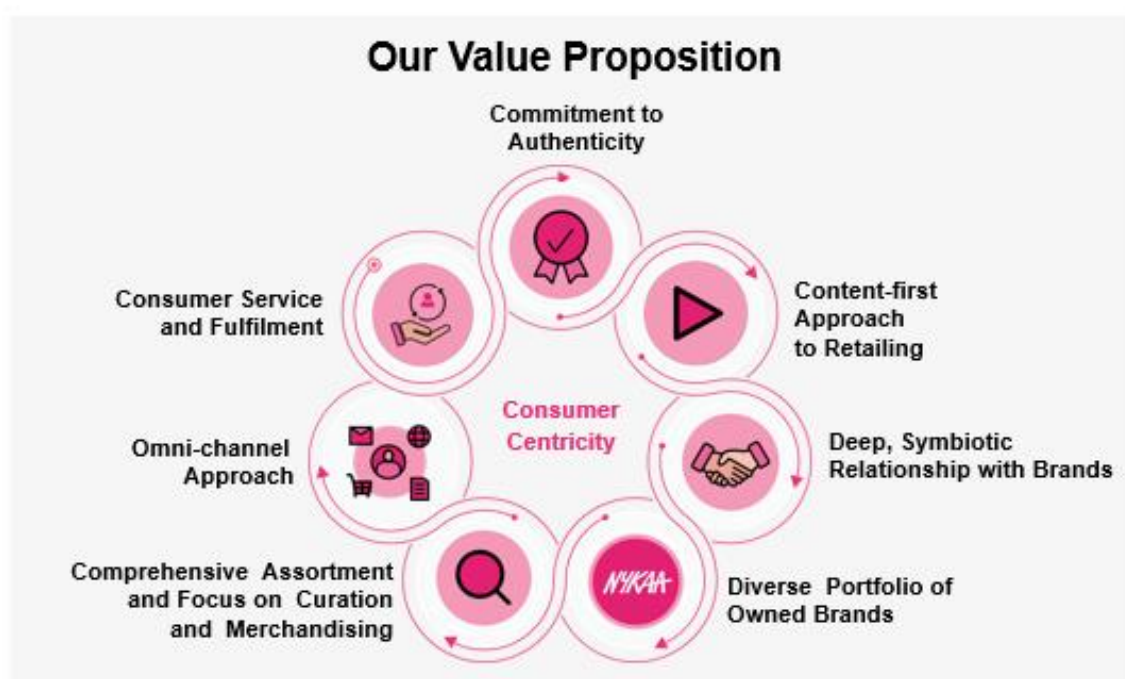 Our Value Proposition
Commitment to
Authenticity
Content-first
Approach
to Retailing
Deep, Symbiotic
Relationship with Brands
NYKAA
Diverse Portfolio of
Owned Brands
Comprehensive Assortment
and Focus on Curation
and Merchandising
Omni-channel
Approach
Consumer Service
and Fulfilment
Consumer
Centricity